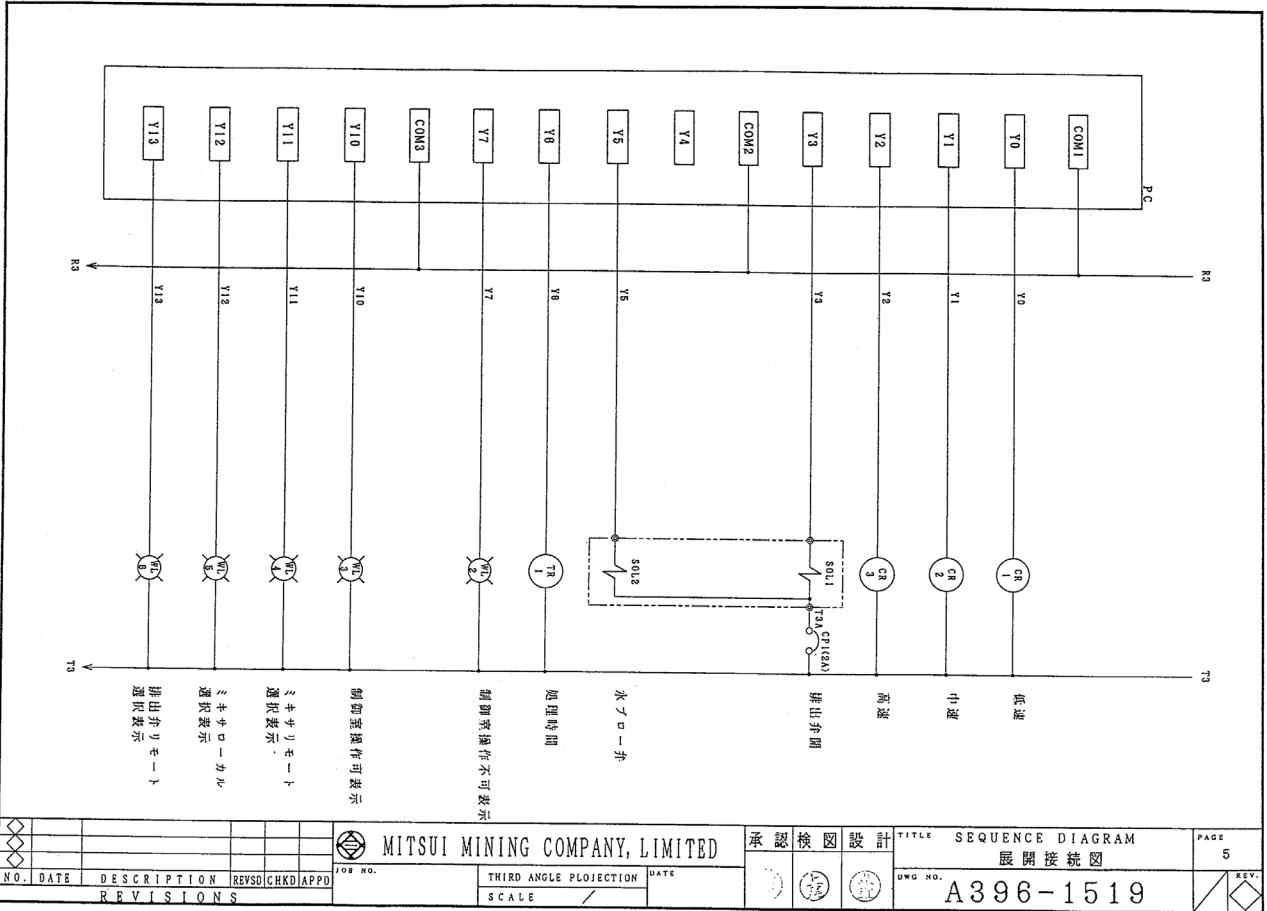 PC
COM1
Y0
Y1
Y2
Y3
COM2
Y4
Y5
Y6
Y7
COM3
Y10
Y11
Y12
Y13
R3
R3
Y0
Y1
Y2
Y3
Y5
Y6
Y7
Y10
Y11
Y12
Y13
CR
1
CR
2
CR
3
SOL1
SOL2
T3A
CP1(2A)
TR
1
WL
2
WL
3
WL
4
WL
5
WL
6
T3
T3
低速
中速
高速
排出弁開
水ブロー弁
処理時間
制御室操作不可表示
制御室操作可表示
ミキサリモート
選択表示
ミキサローカル
選択表示
排出弁リモート
選択表示
NO. DATE DESCRIPTION REVSD CHKD APPD
REVISIONS
MITSUI MINING COMPANY, LIMITED
JOB NO.
THIRD ANGLE PLOJECTION
DATE
SCALE /
承認 検図 設計
TITLE SEQUENCE DIAGRAM
展開接続図
DWG NO. A396-1519
PAGE
5
REV.